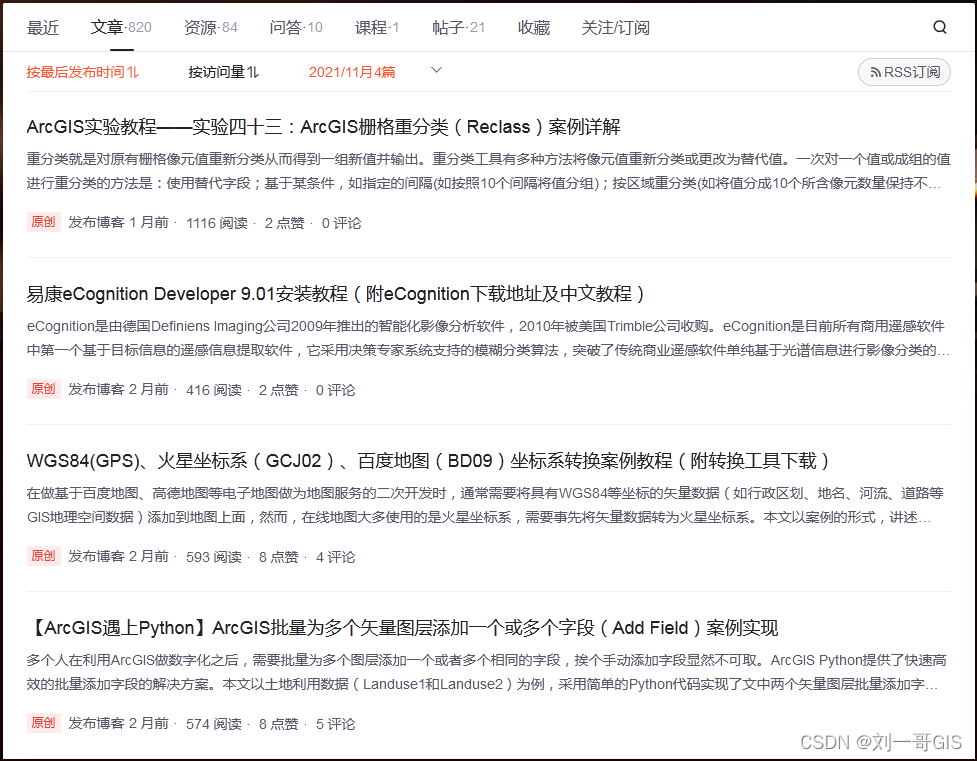 最近 文章·820 资源·84 问答·10 课程·1 帖子·21 收藏 关注/订阅
按最后发布时间 按访问量 2021/11月4篇 RSS订阅
ArcGIS实验教程——实验四十三：ArcGIS栅格重分类（Reclass）案例详解
重分类就是对原有栅格像元值重新分类从而得到一组新值并输出。重分类工具有多种方法将像元值重新分类或更改为替代值。一次对一个值或成组的值
进行重分类的方法是：使用替代字段；基于某条件，如指定的间隔(如按照10个间隔将值分组)；按区域重分类(如将值分成10个所含像元数量保持不…
原创 发布博客 1 月前 · 1116 阅读 · 2 点赞 · 0 评论
易康eCognition Developer 9.01安装教程（附eCognition下载地址及中文教程）
eCognition是由德国Definiens Imaging公司2009年推出的智能化影像分析软件，2010年被美国Trimble公司收购。eCognition是目前所有商用遥感软件
中第一个基于目标信息的遥感信息提取软件，它采用决策专家系统支持的模糊分类算法，突破了传统商业遥感软件单纯基于光谱信息进行影像分类的…
原创 发布博客 2 月前 · 416 阅读 · 2 点赞 · 0 评论
WGS84(GPS)、火星坐标系（GCJ02）、百度地图（BD09）坐标系转换案例教程（附转换工具下载）
在做基于百度地图、高德地图等电子地图做为地图服务的二次开发时，通常需要将具有WGS84等坐标的矢量数据（如行政区划、地名、河流、道路等
GIS地理空间数据）添加到地图上面，然而，在线地图大多使用的是火星坐标系，需要事先将矢量数据转为火星坐标系。本文以案例的形式，讲述…
原创 发布博客 2 月前 · 593 阅读 · 8 点赞 · 4 评论
【ArcGIS遇上Python】ArcGIS批量为多个矢量图层添加一个或多个字段（Add Field）案例实现
多个人在利用ArcGIS做数字化之后，需要批量为多个图层添加一个或者多个相同的字段，挨个手动添加字段显然不可取。ArcGIS Python提供了快速高
效的批量添加字段的解决方案。本文以土地利用数据（Landuse1和Landuse2）为例，采用简单的Python代码实现了文中两个矢量图层批量添加字…
原创 发布博客 2 月前 · 574 阅读 · 8 点赞 · 5 评论
CSDN @刘一哥GIS